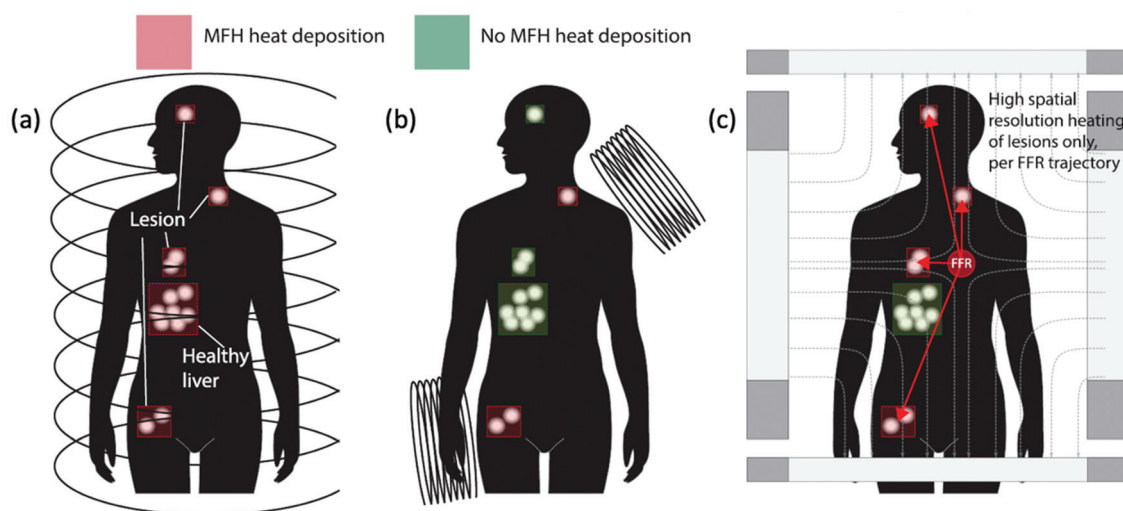 MFH heat deposition
No MFH heat deposition
(a)
(b)
(c)
High spatial
resolution heating
of lesions only,
per FFR trajectory
Lesion
FFR
Healthy
liver